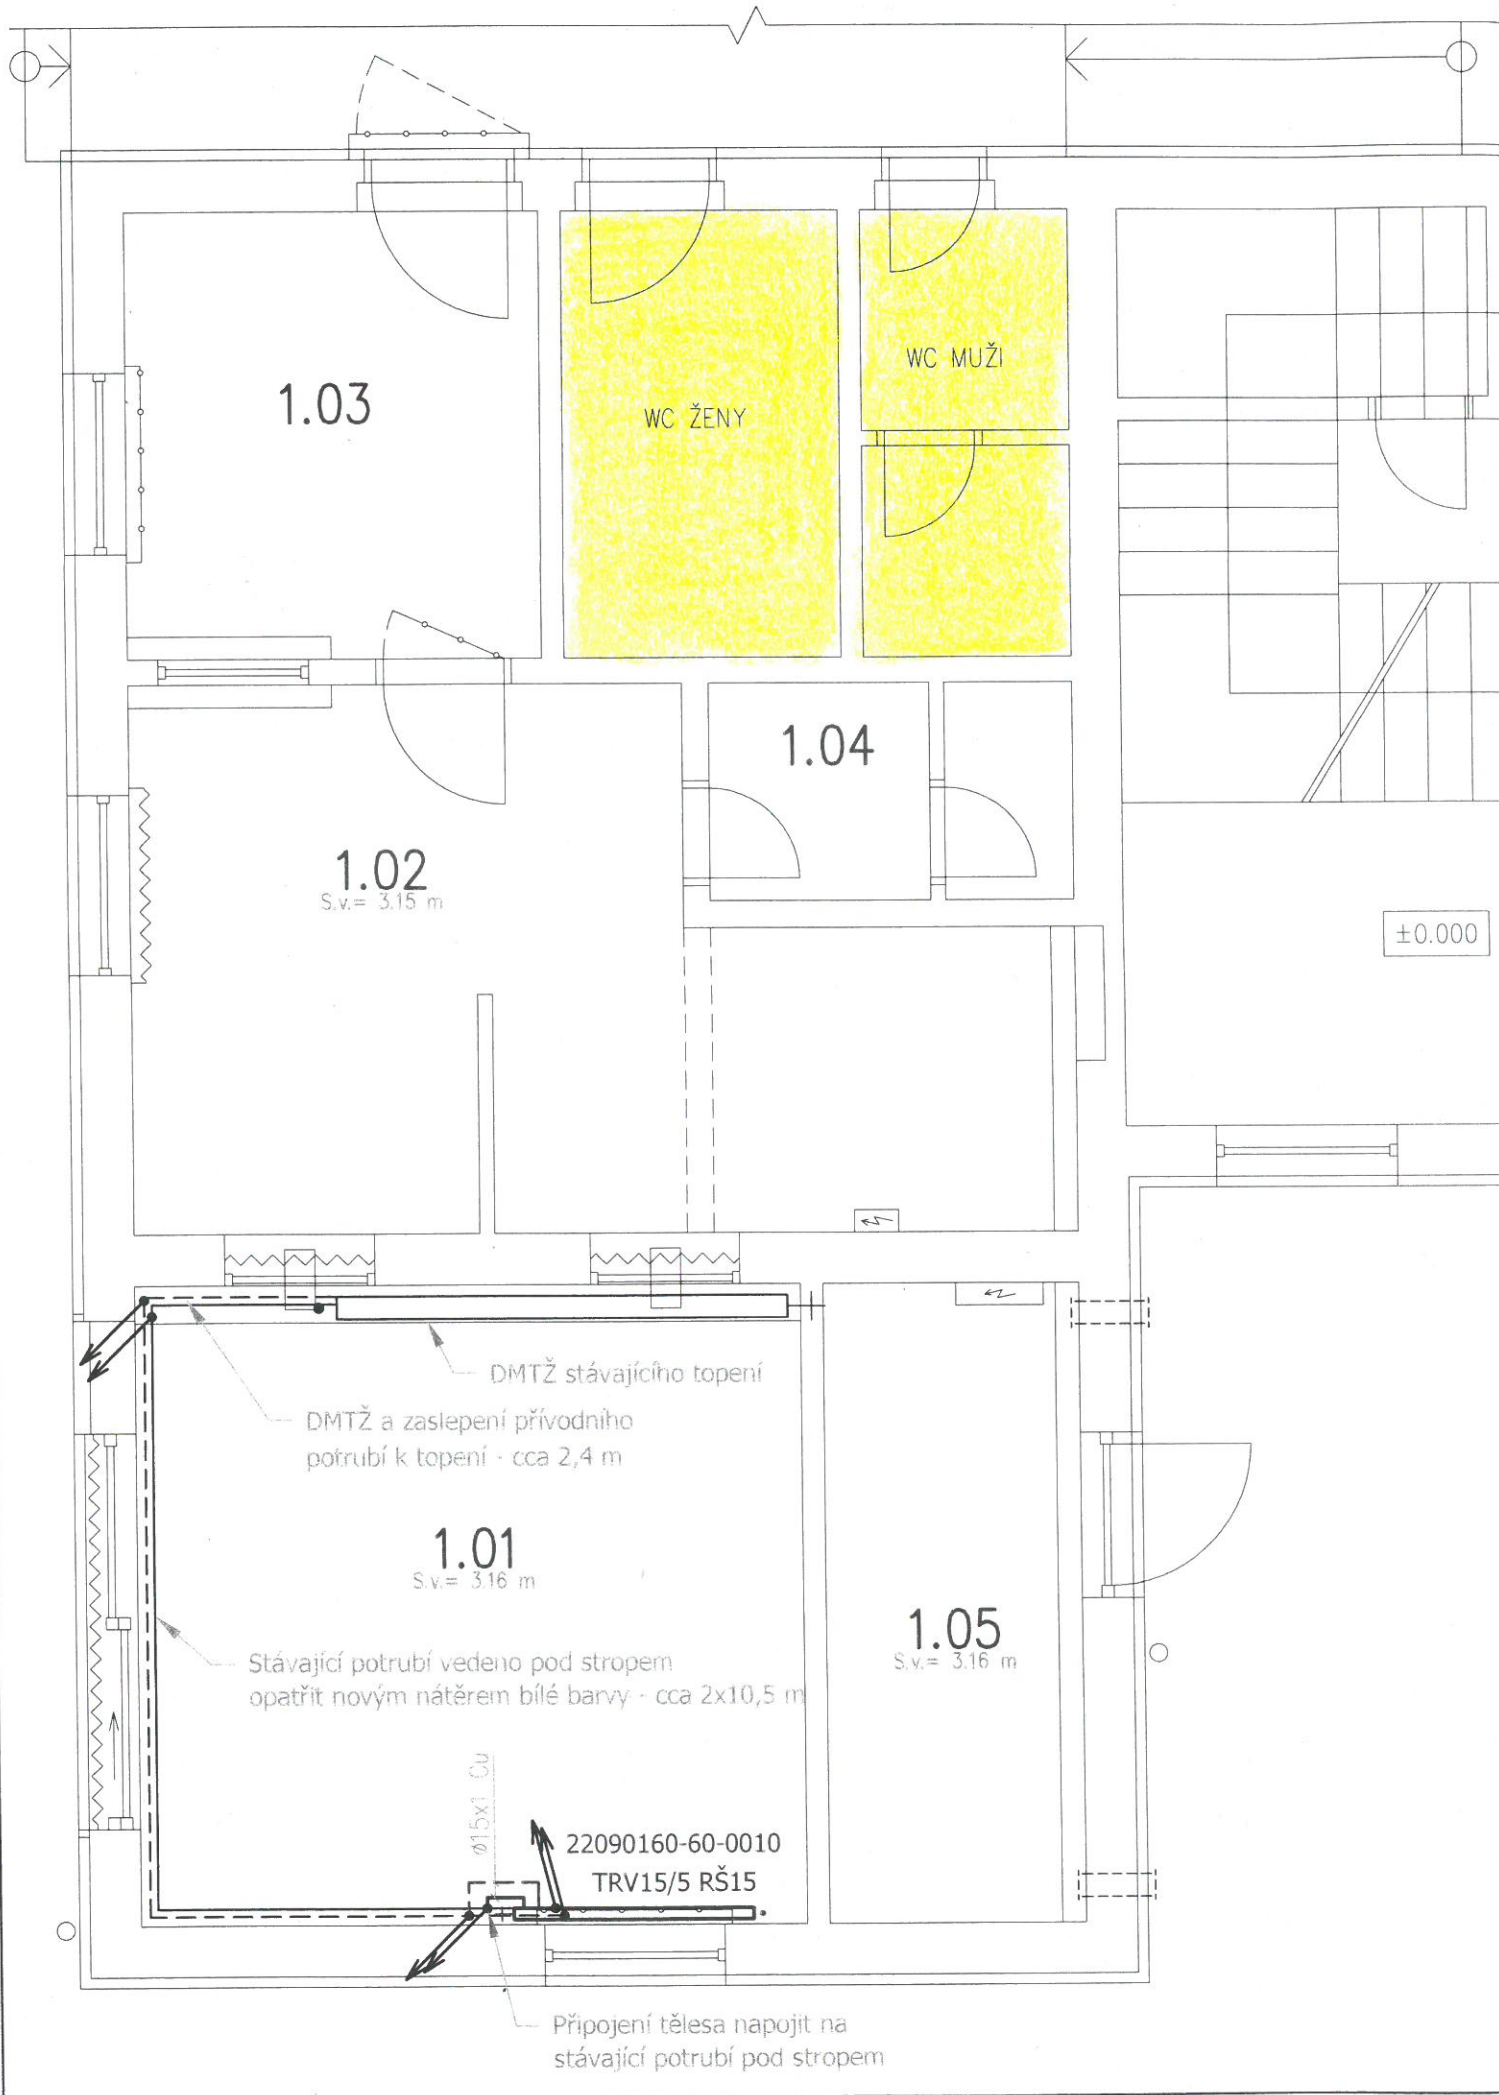 1.03
WC ŽENY
WC MUŽI
1.04
1.02
S.v.= 3.15 m
±0.000
DMTŽ stávajícího topení
DMTŽ a zaslepení přívodního
potrubí k topení - cca 2,4 m
1.01
S.v.= 3.16 m
1.05
S.v.= 3.16 m
Stávající potrubí vedeno pod stropem
opatřit novým nátěrem bílé barvy - cca 2x10,5 m
ø15x1 Cu
22090160-60-0010
TRV15/5 RŠ15
Připojení tělesa napojit na
stávající potrubí pod stropem